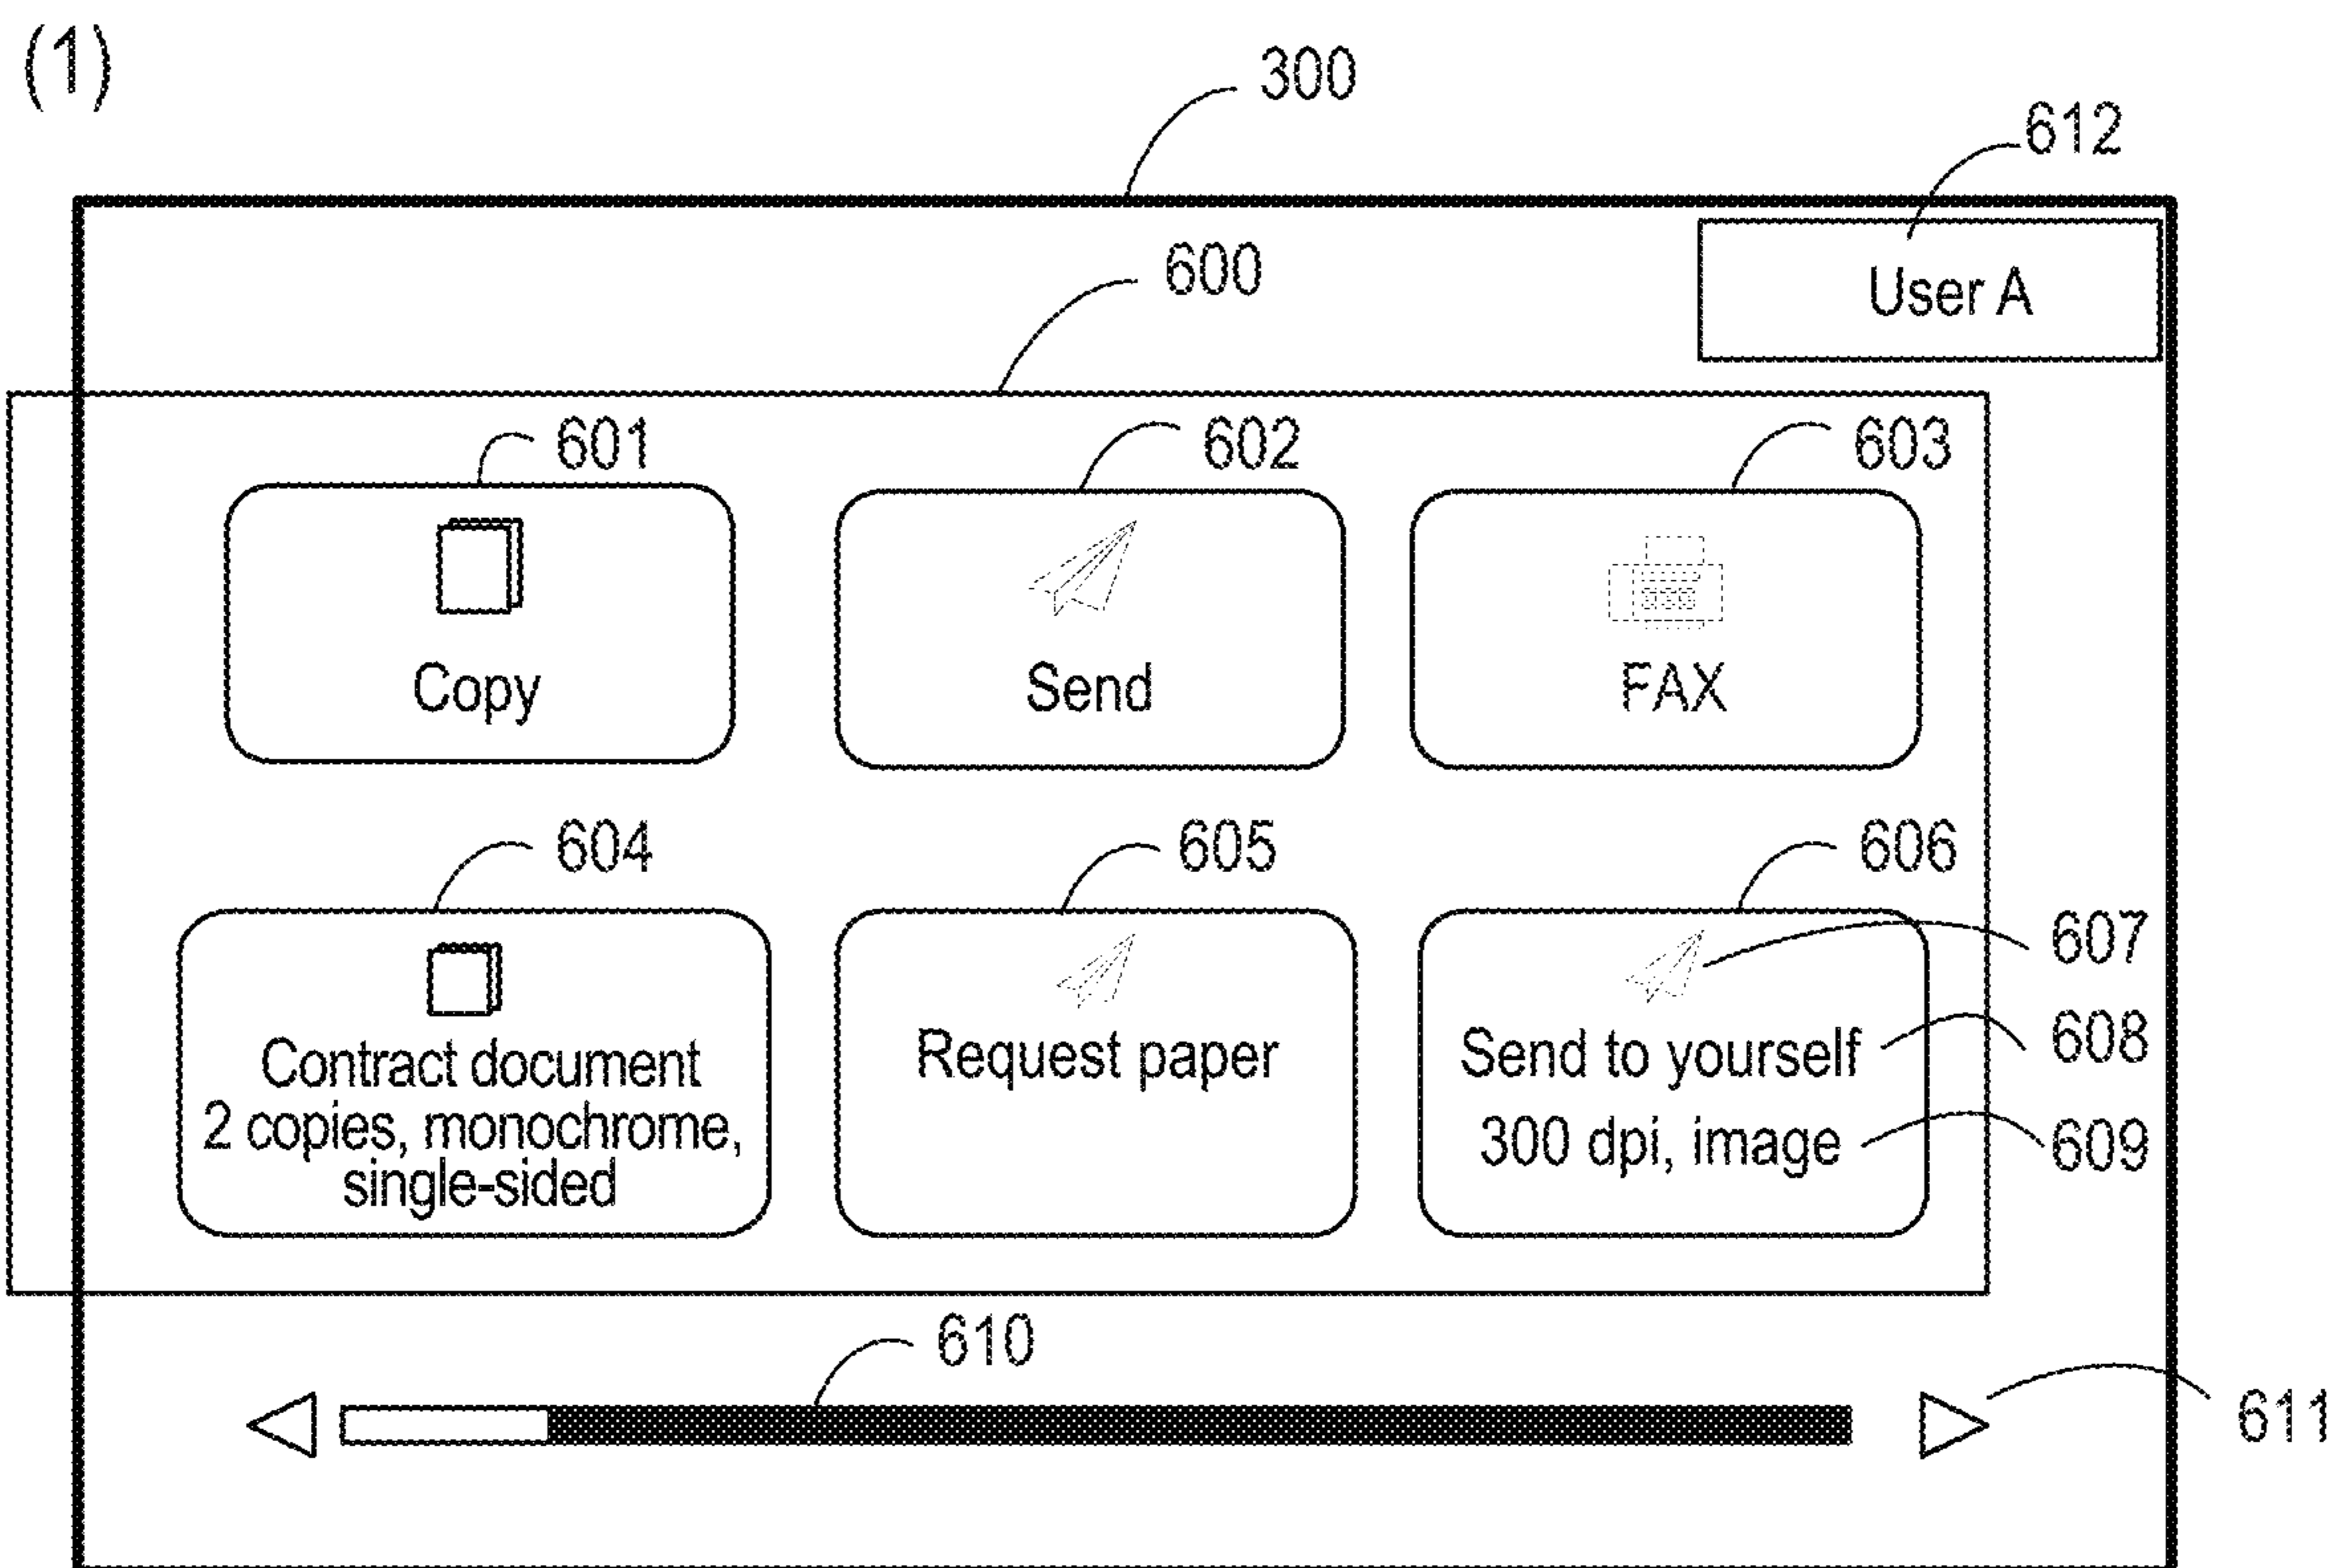 (1)
300
612
User A
600
601
602
603
Copy
Send
FAX
604
605
606
607
Contract document
2 copies, monochrome,
single-sided
Request paper
Send to yourself
608
300 dpi, image
609
610
611